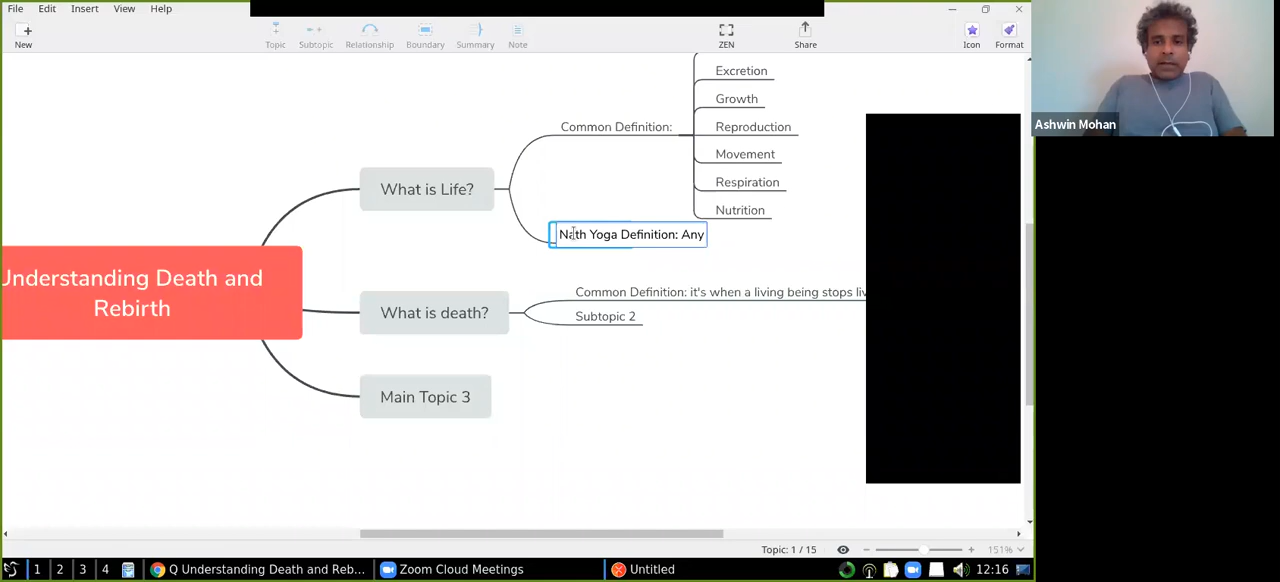 File Edit Insert View Help
New
Topic
Subtopic
Relationship
Boundary
Summary
Note
ZEN
Share
Icon
Format
Ashwin Mohan
Excretion
Growth
Common Definition:
Reproduction
Movement
Respiration
Nutrition
What is Life?
Nath Yoga Definition: Any
Understanding Death and
Rebirth
What is death?
Common Definition: it's when a living being stops liv
Subtopic 2
Main Topic 3
Topic: 1 / 15
151%
1 2 3 4
Q Understanding Death and Reb...
Zoom Cloud Meetings
Untitled
12:16